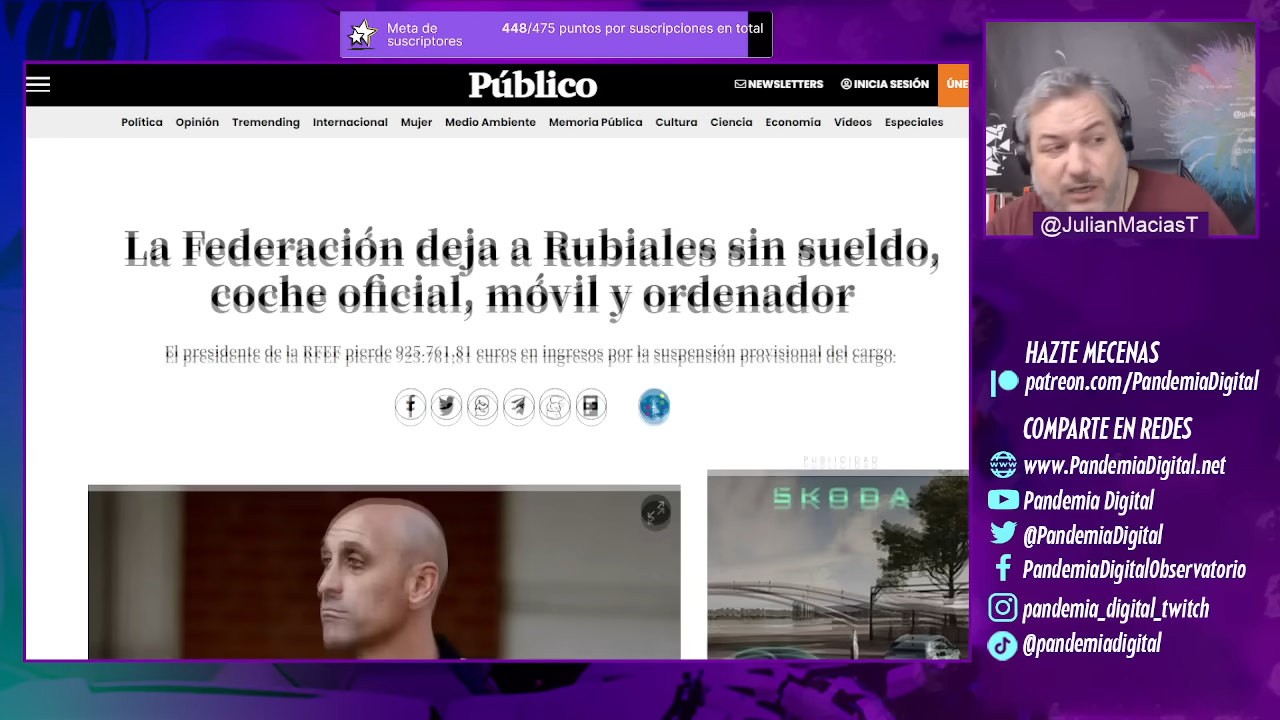 Meta de
suscriptores
448/475 puntos por suscripciones en total
Público
NEWSLETTERS
INICIA SESIÓN
ÚNE
Política Opinión Tremending Internacional Mujer Medio Ambiente Memoria Pública Cultura Ciencia Economía Vídeos Especiales
La Federación deja a Rubiales sin sueldo,
coche oficial, móvil y ordenador
El presidente de la RFEF pierde 925.761,81 euros en ingresos por la suspensión provisional del cargo.
PUBLICIDAD
SKODA
@JulianMaciasT
HAZTE MECENAS
patreon.com/PandemiaDigital
COMPARTE EN REDES
www.PandemiaDigital.net
Pandemia Digital
@PandemiaDigital
PandemiaDigitalObservatorio
pandemia_digital_twitch
@pandemiadigital